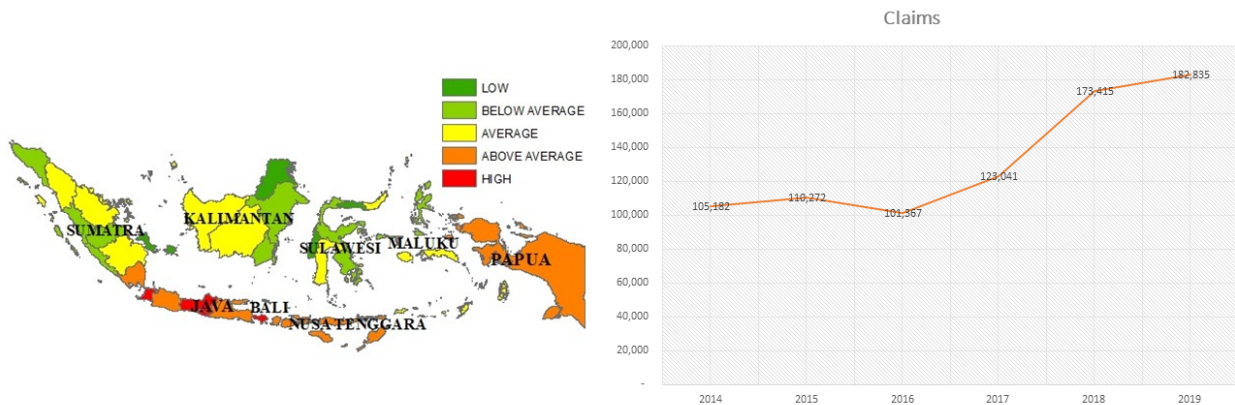 LOW
BELOW AVERAGE
AVERAGE
ABOVE AVERAGE
HIGH
SUMATRA
KALIMANTAN
SULAWESI
MALUKU
PAPUA
JAVA
BALI
NUSA TENGGARA
Claims
200,000
180,000
160,000
140,000
120,000
100,000
80,000
60,000
40,000
20,000
-
105,182
110,272
101,367
123,041
173,415
182,835
2014 2015 2016 2017 2018 2019